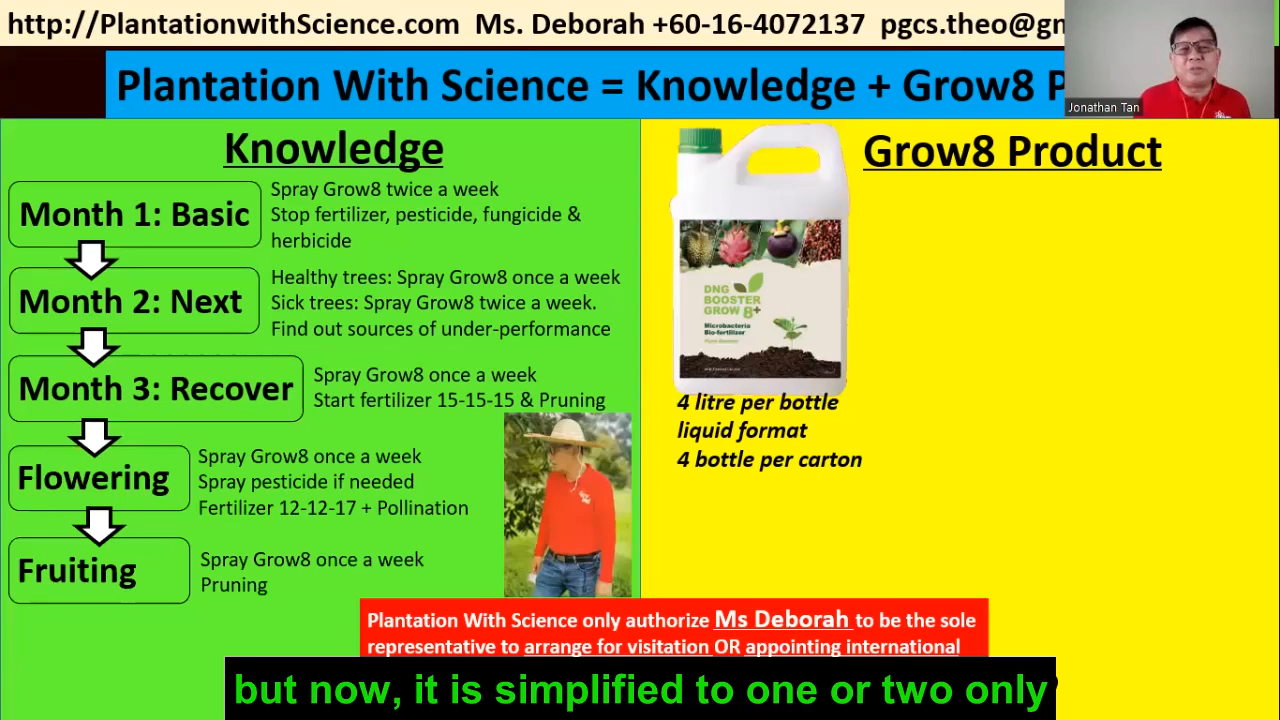 http://PlantationwithScience.com Ms. Deborah +60-16-4072137 pgcs.theo@gm
Plantation With Science = Knowledge + Grow8 P
Jonathan Tan
Knowledge
Month 1: Basic
Spray Grow8 twice a week
Stop fertilizer, pesticide, fungicide &
herbicide
Month 2: Next
Healthy trees: Spray Grow8 once a week
Sick trees: Spray Grow8 twice a week.
Find out sources of under-performance
Month 3: Recover
Spray Grow8 once a week
Start fertilizer 15-15-15 & Pruning
Flowering
Spray Grow8 once a week
Spray pesticide if needed
Fertilizer 12-12-17 + Pollination
Fruiting
Spray Grow8 once a week
Pruning
Grow8 Product
DNG
BOOSTER
GROW 8+
Microbacteria
Bio-fertilizer
4 litre per bottle
liquid format
4 bottle per carton
Plantation With Science only authorize Ms Deborah to be the sole
representative to arrange for visitation OR appointing international
but now, it is simplified to one or two only